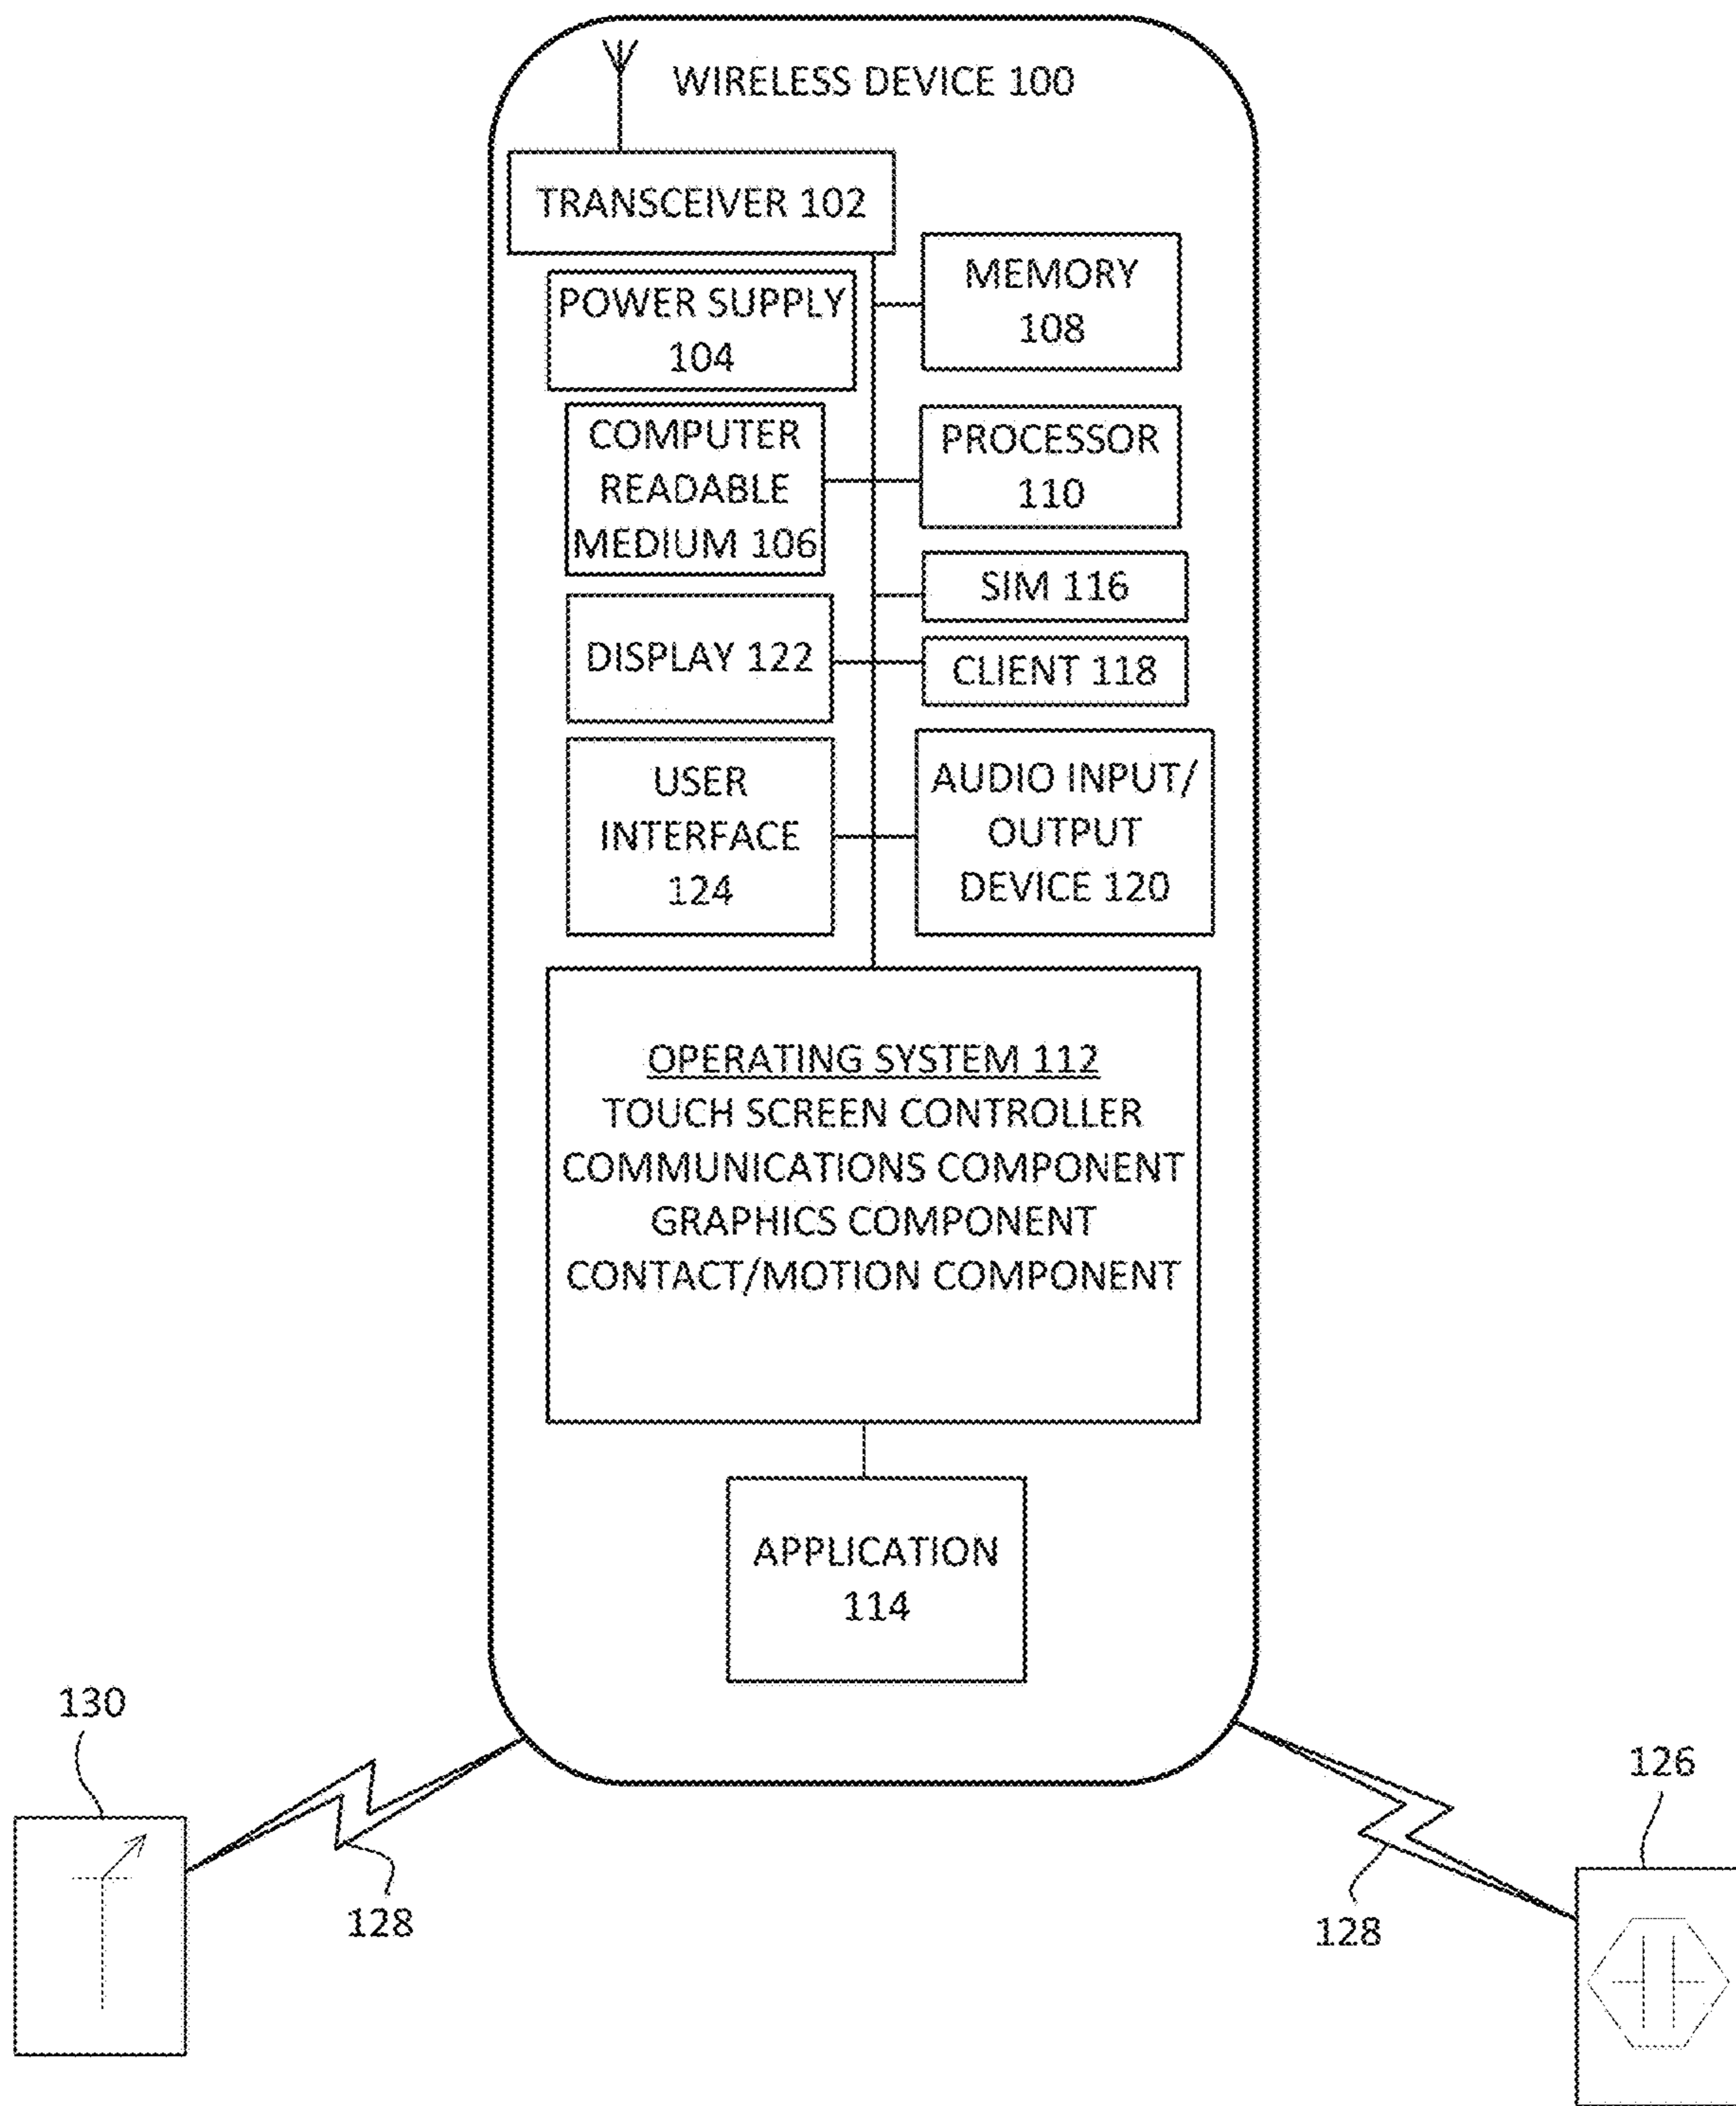 WIRELESS DEVICE 100
TRANSCEIVER 102
POWER SUPPLY
104
MEMORY
108
COMPUTER
READABLE
MEDIUM 106
PROCESSOR
110
SIM 116
DISPLAY 122
CLIENT 118
USER
INTERFACE
124
AUDIO INPUT/
OUTPUT
DEVICE 120
OPERATING SYSTEM 112
TOUCH SCREEN CONTROLLER
COMMUNICATIONS COMPONENT
GRAPHICS COMPONENT
CONTACT/MOTION COMPONENT
APPLICATION
114
130
128
126
128